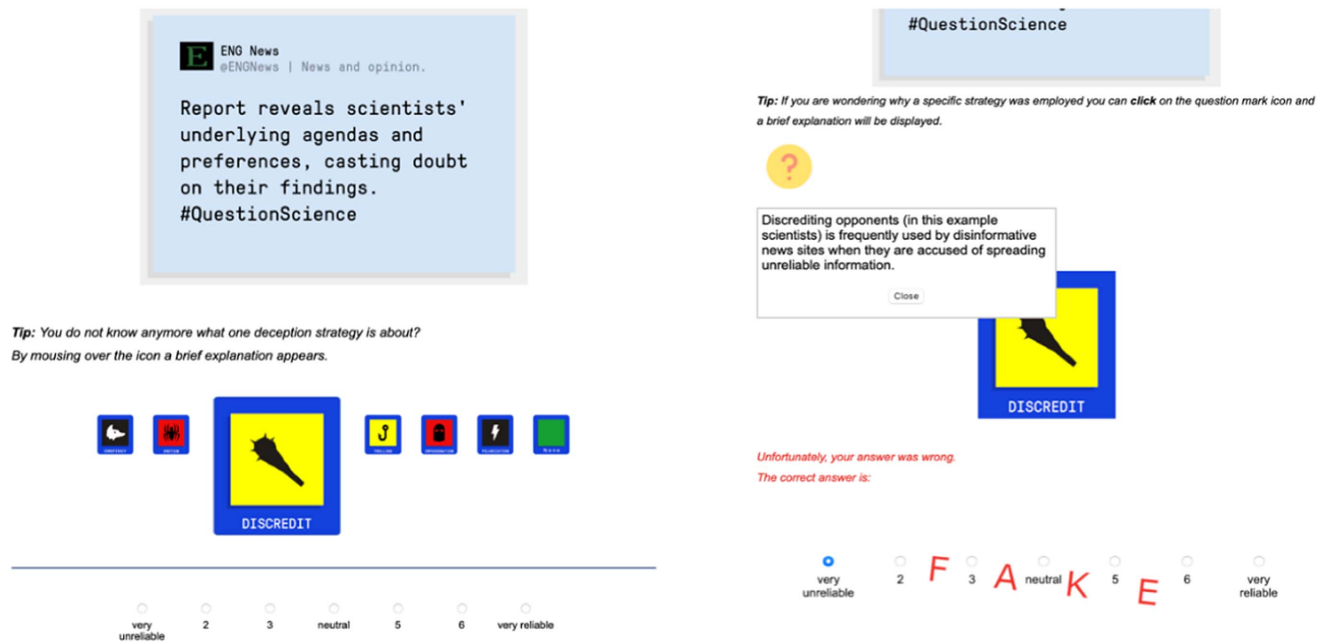 ENG News
@ENGNews | News and opinion.
Report reveals scientists'
underlying agendas and
preferences, casting doubt
on their findings.
#QuestionScience
Tip: You do not know anymore what one deception strategy is about?
By mousing over the icon a brief explanation appears.
DISCREDIT
None
very unreliable
2
3
neutral
5
6
very reliable
#QuestionScience
Tip: If you are wondering why a specific strategy was employed you can click on the question mark icon and
a brief explanation will be displayed.
?
Discrediting opponents (in this example
scientists) is frequently used by disinformative
news sites when they are accused of spreading
unreliable information.
Close
DISCREDIT
Unfortunately, your answer was wrong.
The correct answer is:
FAKE
very
unreliable
2
3
neutral
5
6
very
reliable